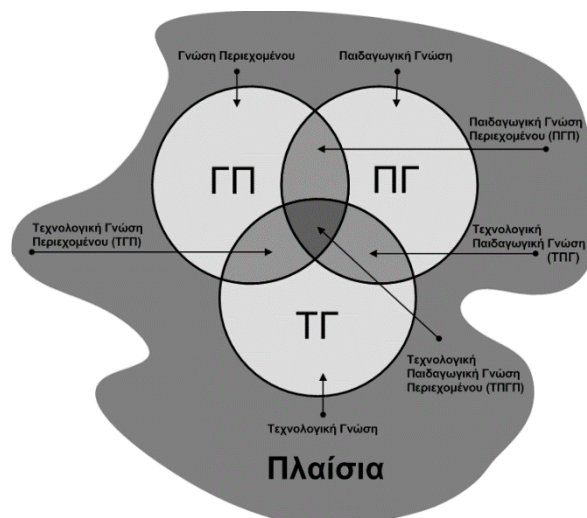 Γνώση Περιεχομένου
Παιδαγωγική Γνώση
Παιδαγωγική Γνώση
Περιεχομένου (ΠΓΠ)
ΓΠ
ΠΓ
Τεχνολογική Γνώση
Περιεχομένου (ΤΓΠ)
Τεχνολογική
Παιδαγωγική Γνώση
(ΤΠΓ)
ΤΓ
Τεχνολογική
Παιδαγωγική Γνώση
Περιεχομένου (ΤΠΓΠ)
Τεχνολογική Γνώση
Πλαίσια